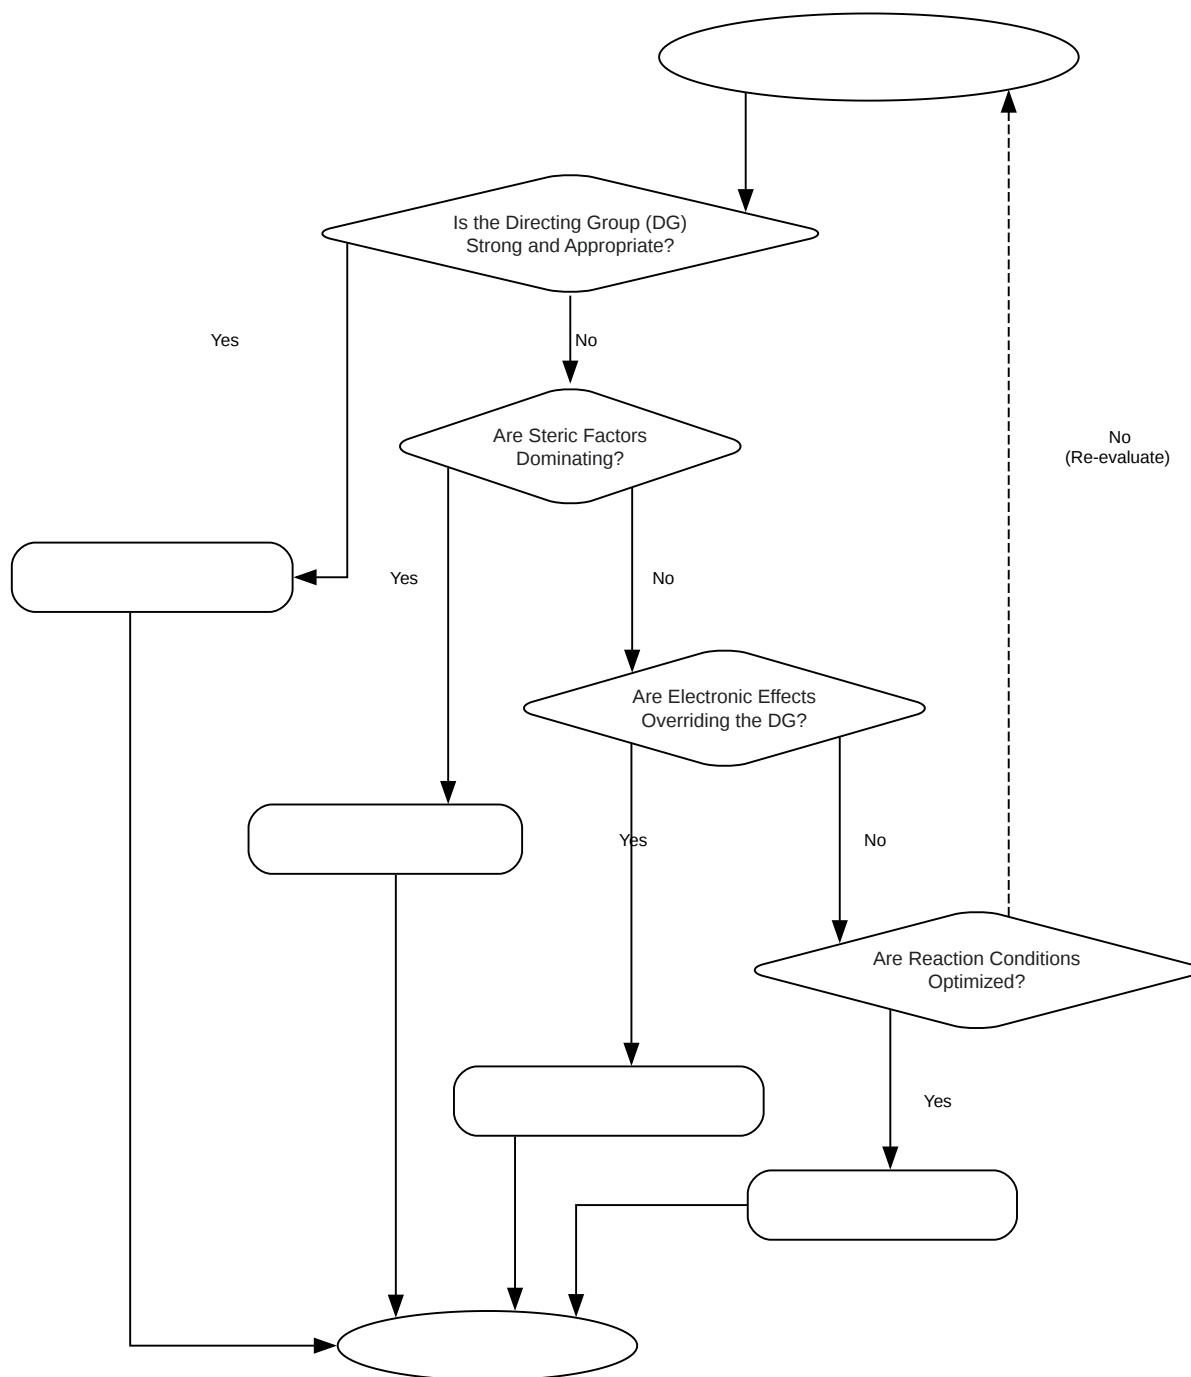 Is the Directing Group (DG)
Strong and Appropriate?
Yes
No
Are Steric Factors
Dominating?
No
(Re-evaluate)
Yes
No
Are Electronic Effects
Overriding the DG?
Yes
No
Are Reaction Conditions
Optimized?
Yes